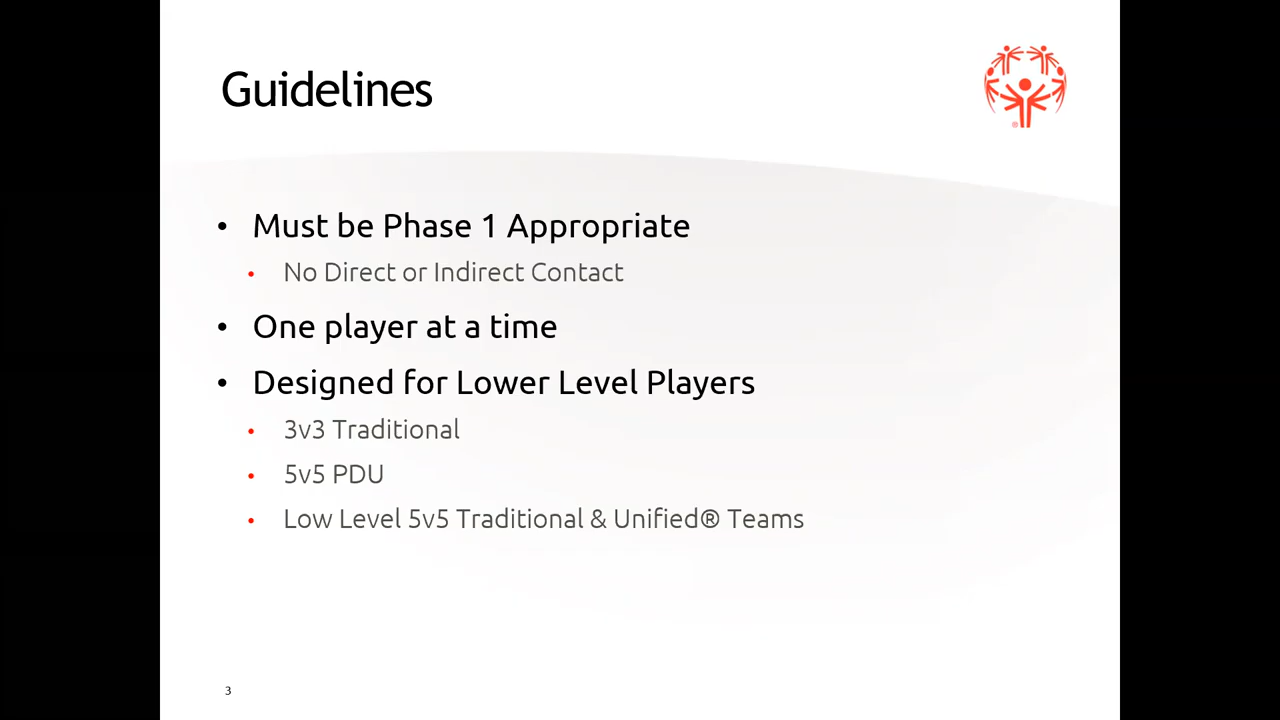 Guidelines
®
• Must be Phase 1 Appropriate
• No Direct or Indirect Contact
• One player at a time
• Designed for Lower Level Players
• 3v3 Traditional
• 5v5 PDU
• Low Level 5v5 Traditional & Unified® Teams
3